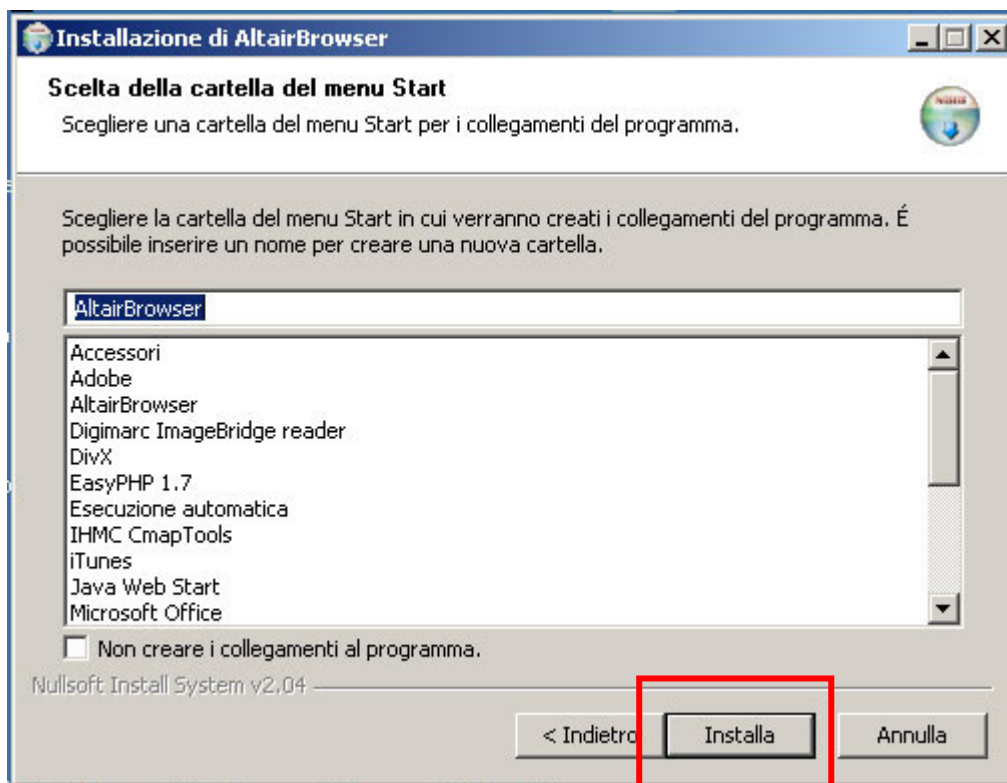 Installazione di AltairBrowser
Scelta della cartella del menu Start
Scegliere una cartella del menu Start per i collegamenti del programma.
Scegliere la cartella del menu Start in cui verranno creati i collegamenti del programma. É
possibile inserire un nome per creare una nuova cartella.
AltairBrowser
Accessori
Adobe
AltairBrowser
Digimarc ImageBridge reader
DivX
EasyPHP 1.7
Esecuzione automatica
IHMC CmapTools
iTunes
Java Web Start
Microsoft Office
Non creare i collegamenti al programma.
Nullsoft Install System v2.04
< Indietro Installa Annulla